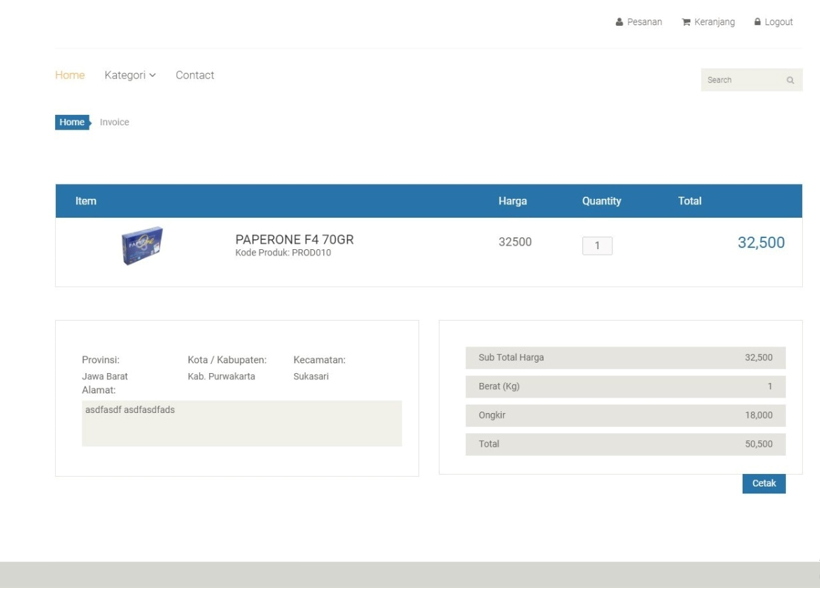 Pesanan Keranjang Logout
Home Kategori Contact
Search
Home Invoice
Item Harga Quantity Total
PAPERONE F4 70GR 32500 1 32,500
Kode Produk: PROD010
Provinsi: Kota / Kabupaten: Kecamatan:
Jawa Barat Kab. Purwakarta Sukasari
Alamat:
asdfasdf asdfasdfads
Sub Total Harga 32,500
Berat (Kg) 1
Ongkir 18,000
Total 50,500
Cetak